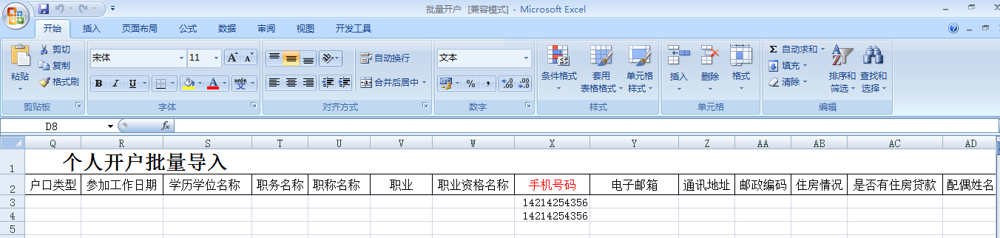 批量开户 [兼容模式] - Microsoft Excel
开始 插入 页面布局 公式 数据 审阅 视图 开发工具
粘贴 剪切 复制 格式刷 剪贴板
宋体 11 A A B I U A wén 变 字体
自动换行 合并后居中 对齐方式
文本 % , .0 .00 .00 .0 数字
条件格式 套用表格格式 单元格样式 样式
插入 删除 格式 单元格
Σ 自动求和 填充 清除 排序和筛选 查找和选择 编辑
D8 fx
Q R S T U V W X Y Z AA AB AC AD
1 个人开户批量导入
2 户口类型 参加工作日期 学历学位名称 职务名称 职称名称 职业 职业资格名称 手机号码 电子邮箱 通讯地址 邮政编码 住房情况 是否有住房贷款 配偶姓名
3 14214254356
4 14214254356
5